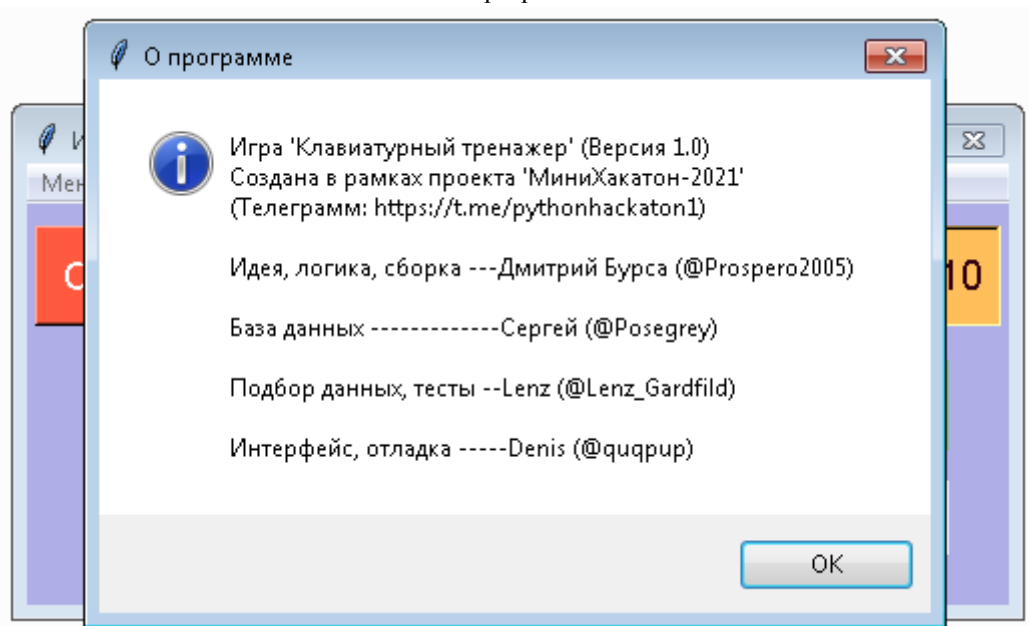 О программе
Мен
Игра 'Клавиатурный тренажер' (Версия 1.0)
Создана в рамках проекта 'МиниХакатон-2021'
(Телеграмм: https://t.me/pythonhackaton1)
Идея, логика, сборка ---Дмитрий Бурса (@Prospero2005)
10
База данных -------------Сергей (@Posegrey)
Подбор данных, тесты --Lenz (@Lenz_Gardfild)
Интерфейс, отладка -----Denis (@quqpup)
OK